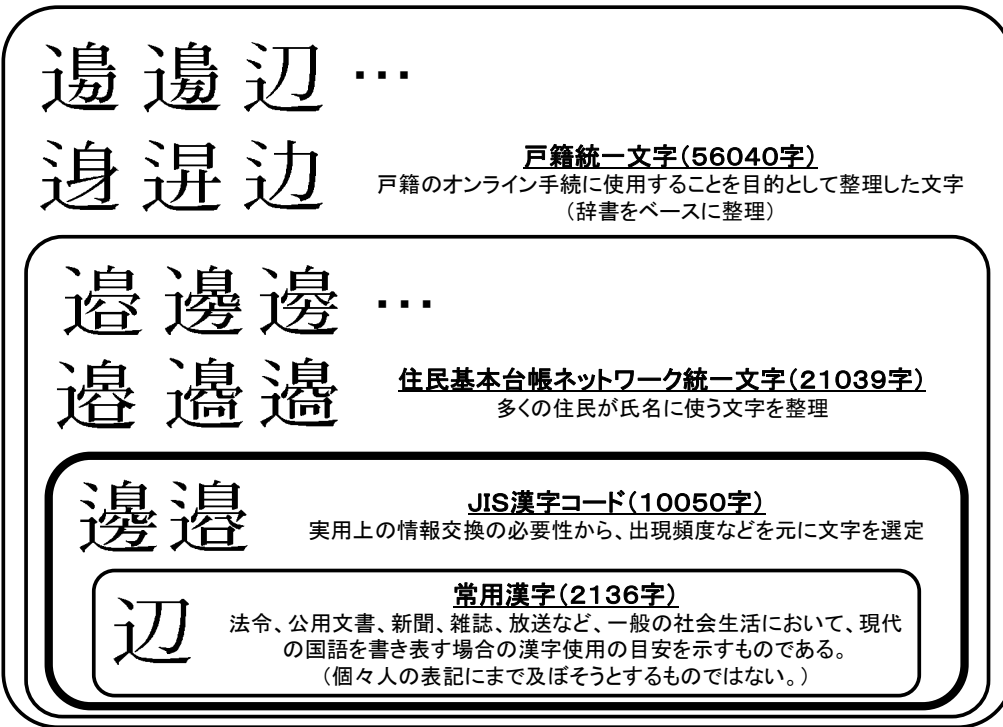 辺 ・・・
戸籍統一文字(56040字)
戸籍のオンライン手続に使用することを目的として整理した文字
(辞書をベースに整理)
・・・
住民基本台帳ネットワーク統一文字(21039字)
多くの住民が氏名に使う文字を整理
邊 邉
JIS漢字コード(10050字)
実用上の情報交換の必要性から、出現頻度などを元に文字を選定
辺
常用漢字(2136字)
法令、公用文書、新聞、雑誌、放送など、一般の社会生活において、現代
の国語を書き表す場合の漢字使用の目安を示すものである。
(個々人の表記にまで及ぼそうとするものではない。)